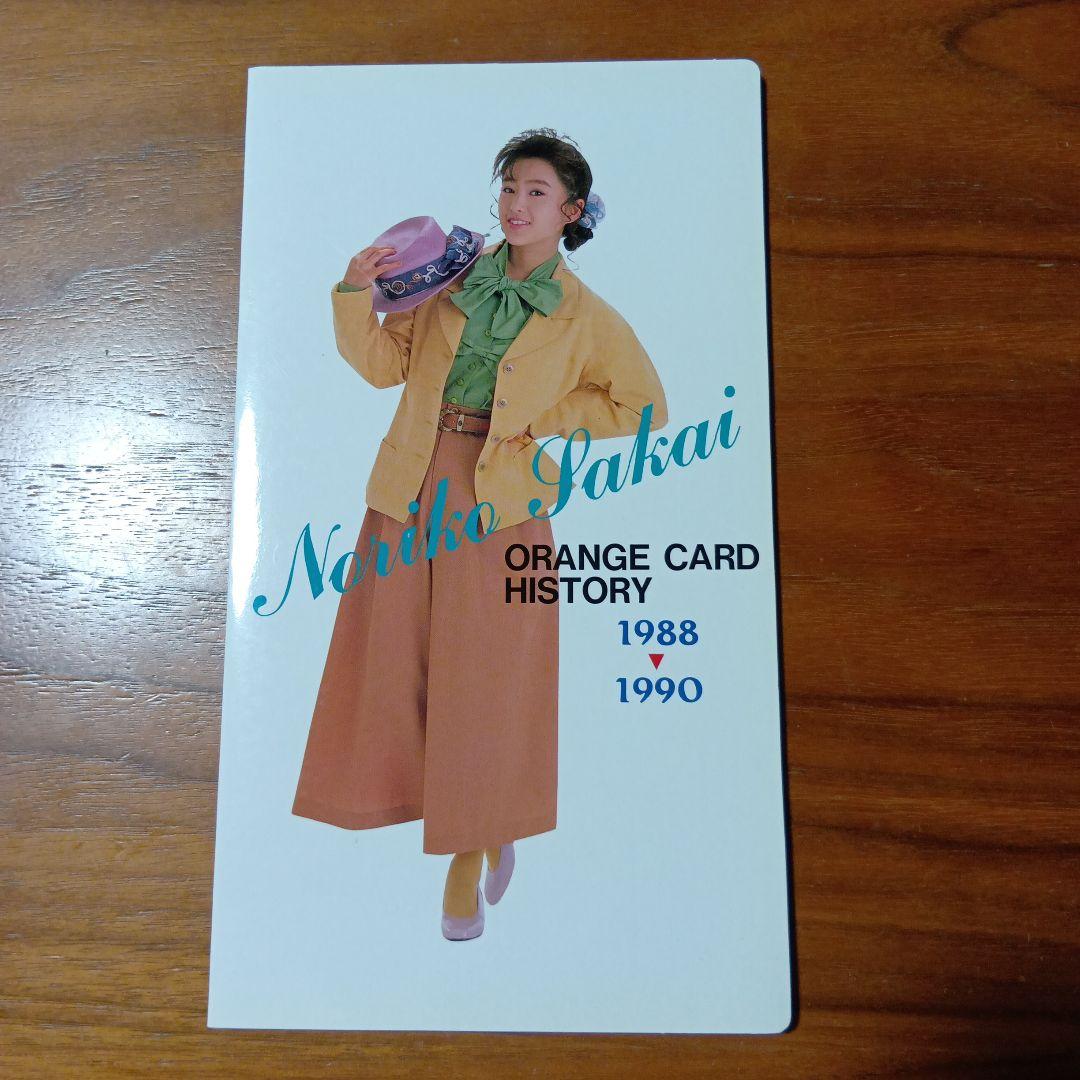 Noriko Sakai
ORANGE CARD
HISTORY
1988
▼
1990